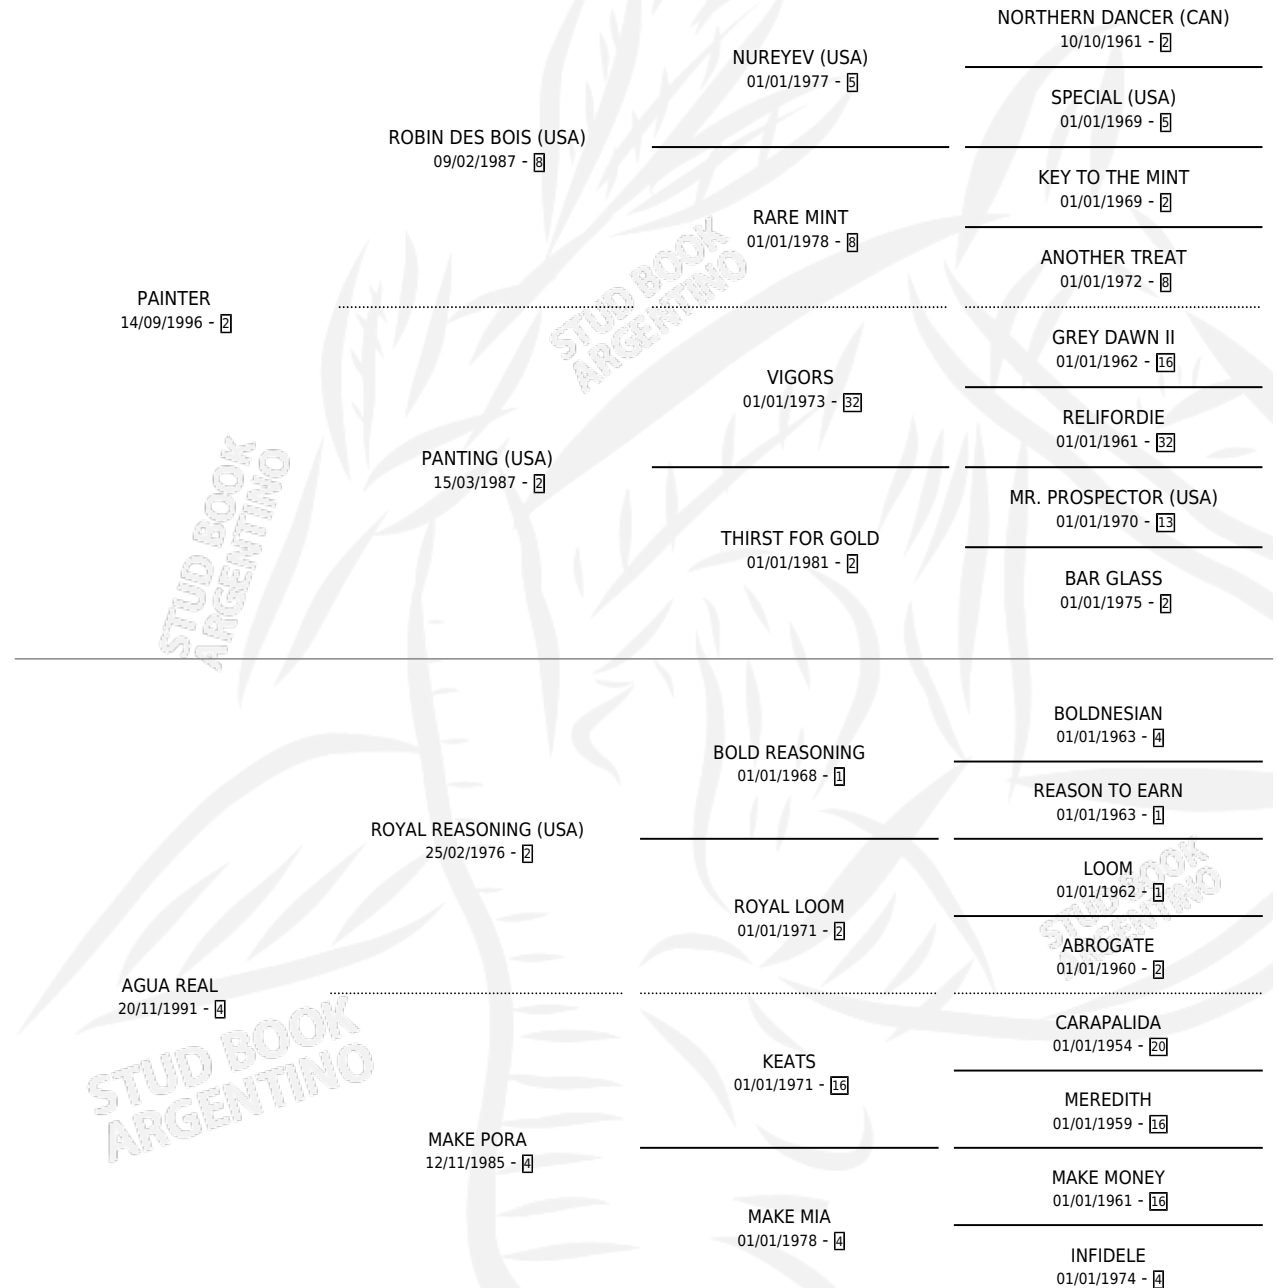 NORTHERN DANCER (CAN)
10/10/1961 - 2
NUREYEV (USA)
01/01/1977 - 5
SPECIAL (USA)
01/01/1969 - 5
ROBIN DES BOIS (USA)
09/02/1987 - 8
KEY TO THE MINT
01/01/1969 - 2
RARE MINT
01/01/1978 - 8
ANOTHER TREAT
01/01/1972 - 8
PAINTER
14/09/1996 - 2
GREY DAWN II
01/01/1962 - 16
VIGORS
01/01/1973 - 32
RELIFORDIE
01/01/1961 - 32
PANTING (USA)
15/03/1987 - 2
MR. PROSPECTOR (USA)
01/01/1970 - 13
THIRST FOR GOLD
01/01/1981 - 2
BAR GLASS
01/01/1975 - 2
BOLDNESIAN
01/01/1963 - 4
BOLD REASONING
01/01/1968 - 1
REASON TO EARN
01/01/1963 - 1
ROYAL REASONING (USA)
25/02/1976 - 2
LOOM
01/01/1962 - 1
ROYAL LOOM
01/01/1971 - 2
ABROGATE
01/01/1960 - 2
AGUA REAL
20/11/1991 - 4
CARAPALIDA
01/01/1954 - 20
KEATS
01/01/1971 - 16
MEREDITH
01/01/1959 - 16
MAKE PORA
12/11/1985 - 4
MAKE MONEY
01/01/1961 - 16
MAKE MIA
01/01/1978 - 4
INFIDELE
01/01/1974 - 4
STUD BOOK
ARGENTINO
STUD BOOK
ARGENTINO
STUD BOOK
ARGENTINO
STUD BOOK
ARGENTINO